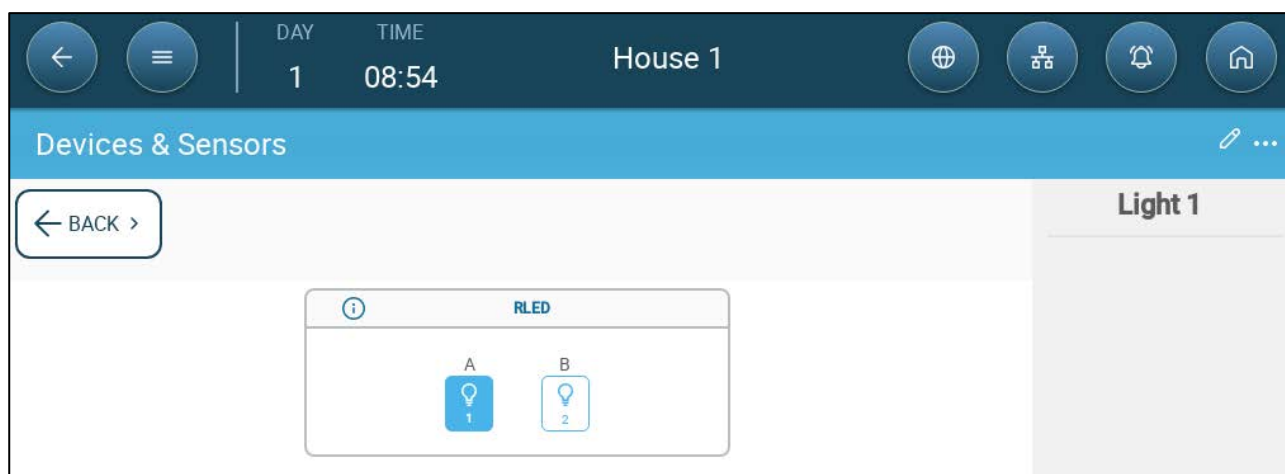 DAY TIME
1 08:54 House 1
Devices & Sensors
BACK
Light 1
RLED
A B
1 2